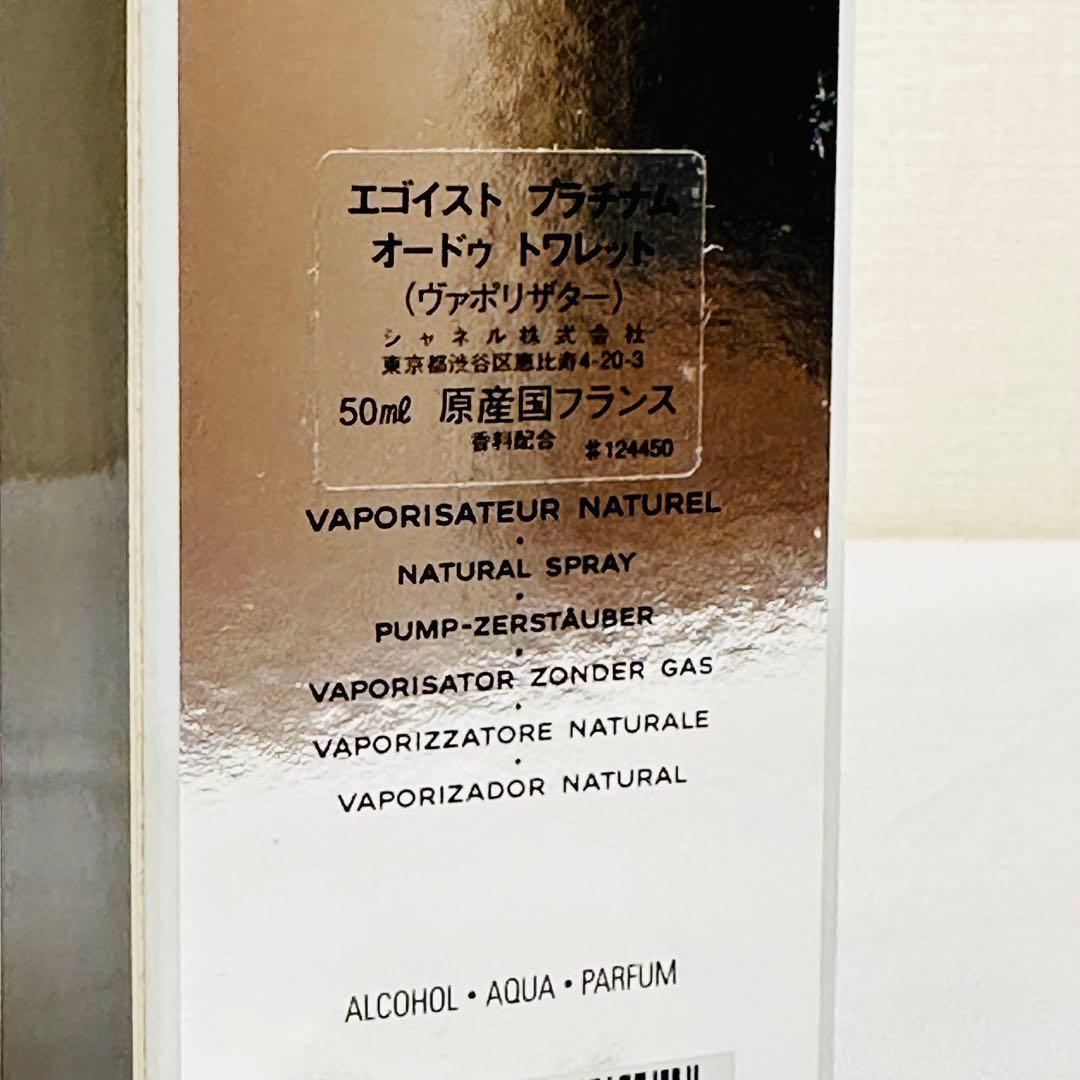 エゴイスト プラチナム
オードゥ トワレット
(ヴァポリザター)
シャネル株式会社
東京都渋谷区恵比寿4-20-3
50ml 原産国フランス
香料配合 #124450
VAPORISATEUR NATUREL
•
NATURAL SPRAY
•
PUMP-ZERSTÄUBER
•
VAPORISATOR ZONDER GAS
•
VAPORIZZATORE NATURALE
•
VAPORIZADOR NATURAL
ALCOHOL • AQUA • PARFUM